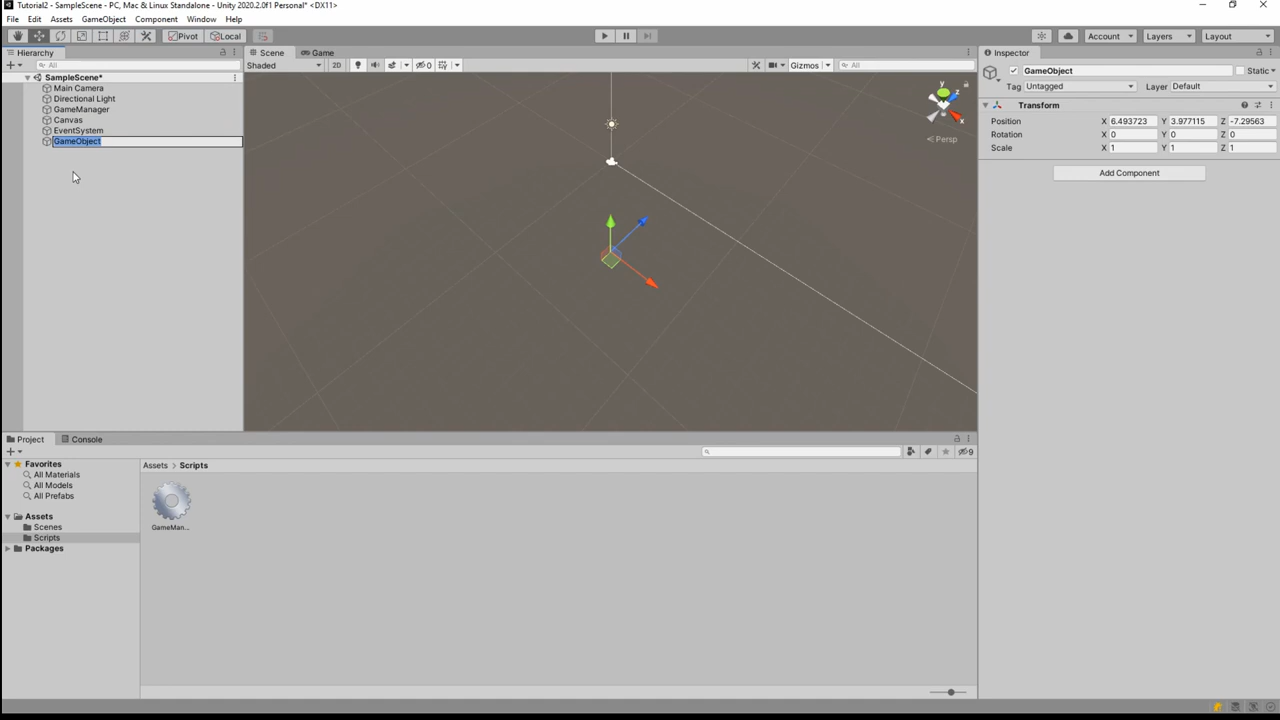 Tutorial2 - SampleScene - PC, Mac & Linux Standalone - Unity 2020.2.0f1 Personal* <DX11>
File Edit Assets GameObject Component Window Help
Pivot Local Account Layers Layout
Hierarchy
All
SampleScene*
Main Camera
Directional Light
GameManager
Canvas
EventSystem
GameObject
Scene Game
Shaded 2D 0 Gizmos All
y
z
x
Persp
Inspector
GameObject Static
Tag Untagged Layer Default
Transform
Position X 6.493723 Y 3.977115 Z -7.29563
Rotation X 0 Y 0 Z 0
Scale X 1 Y 1 Z 1
Add Component
Project Console
9
Favorites
All Materials
All Models
All Prefabs
Assets
Scenes
Scripts
Packages
Assets > Scripts
GameMan...